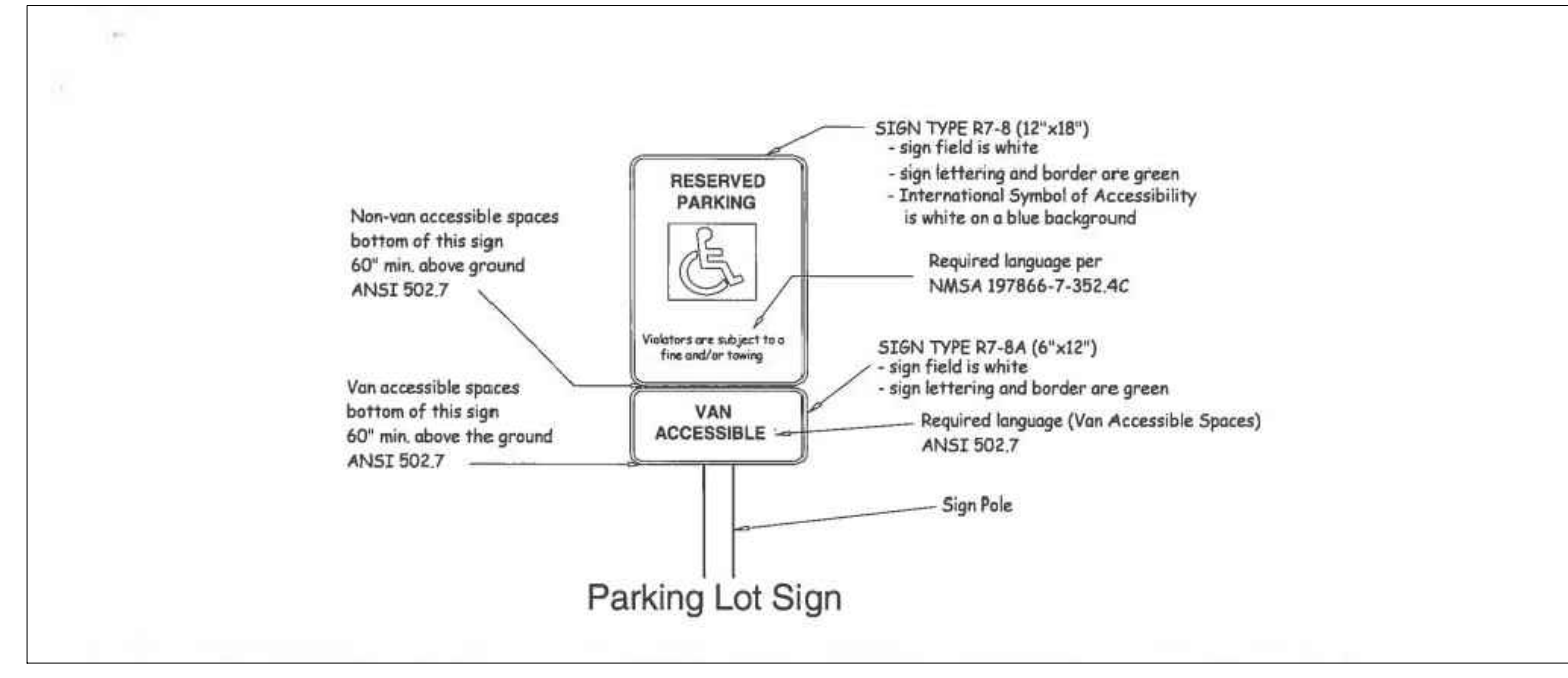 SIGN TYPE R7-8 (12"x18")
- sign field is white
- sign lettering and border are green
- International Symbol of Accessibility
is white on a blue background
RESERVED
PARKING
Non-van accessible spaces
bottom of this sign
60" min. above ground
ANSI 502.7
Required language per
NMSA 197866-7-352.4C
Violators are subject to a
fine and/or towing
SIGN TYPE R7-8A (6"x12")
- sign field is white
- sign lettering and border are green
Van accessible spaces
bottom of this sign
60" min. above the ground
ANSI 502.7
VAN
ACCESSIBLE
Required language (Van Accessible Spaces)
ANSI 502.7
Sign Pole
Parking Lot Sign